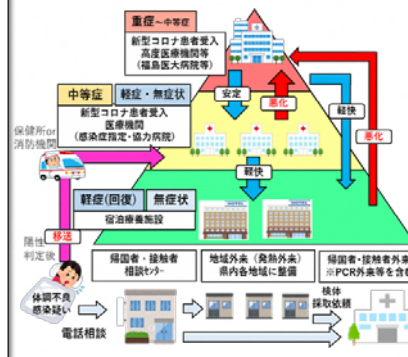 重症～中等症
新型コロナ患者受入
高度医療機関等
(福島医大病院等)
安定
悪化
軽快
悪化
中等症
軽症・無症状
新型コロナ患者受入
医療機関
(感染症指定・協力病院)
保健所or
消防機関
軽快
軽症(回復)
無症状
宿泊療養施設
HOTEL
HOTEL
移送
陽性
判定後
帰国者・接触者
相談センター
地域外来（発熱外来）
県内各地域に整備
帰国者・接触者外来
※PCR外来等を含む
体調不良
感染疑い
電話相談
検体
採取依頼